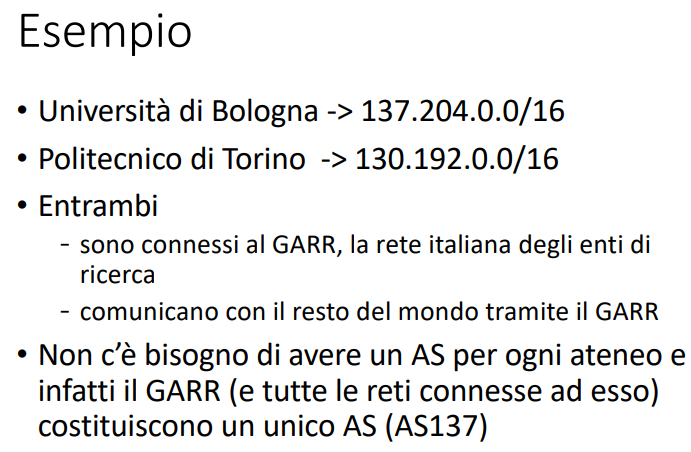 Esempio
• Università di Bologna -> 137.204.0.0/16
• Politecnico di Torino -> 130.192.0.0/16
• Entrambi
- sono connessi al GARR, la rete italiana degli enti di
ricerca
- comunicano con il resto del mondo tramite il GARR
• Non c’è bisogno di avere un AS per ogni ateneo e
infatti il GARR (e tutte le reti connesse ad esso)
costituiscono un unico AS (AS137)